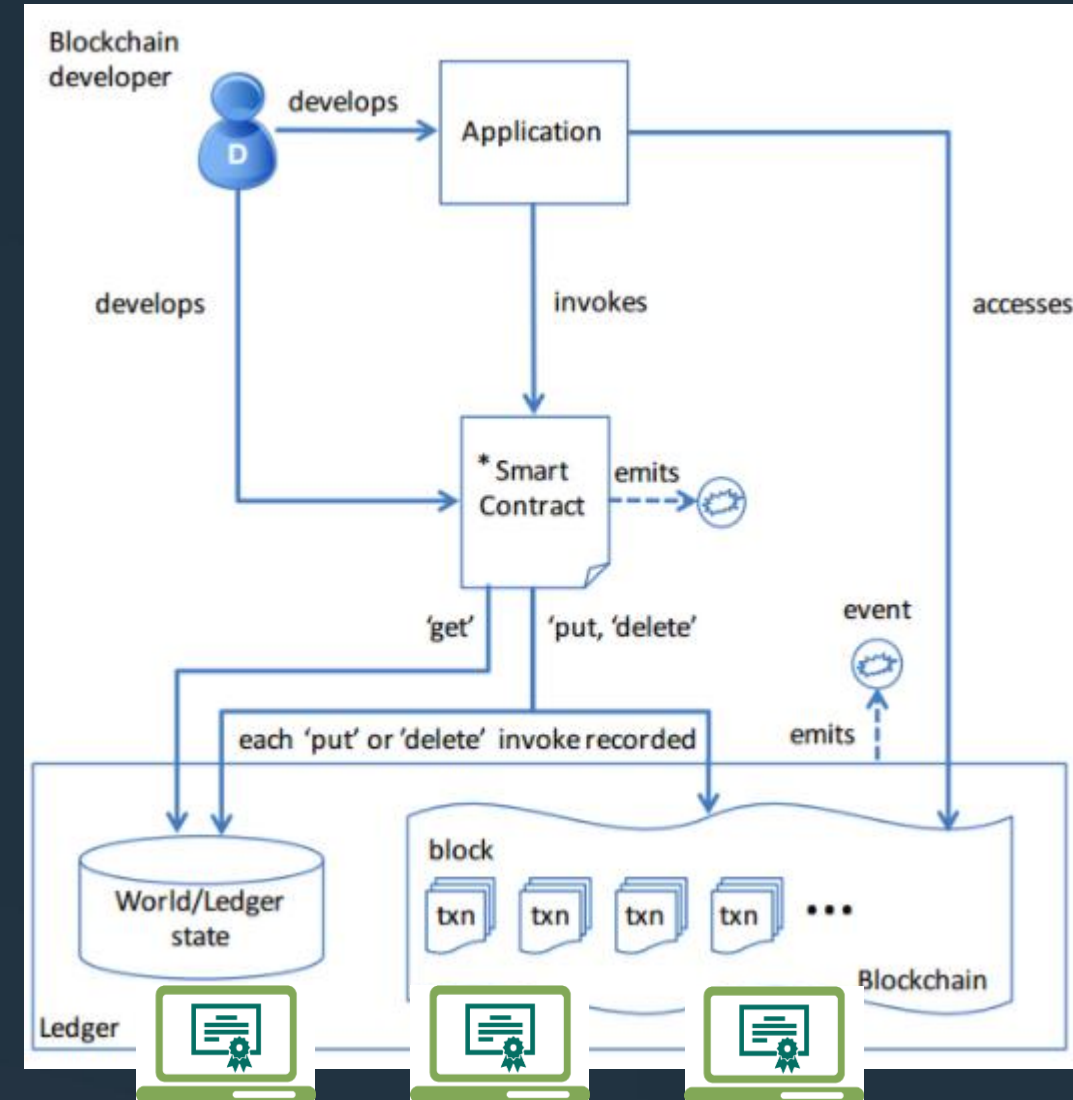 Blockchain
developer
develops
D
Application
develops
invokes
accesses
* Smart
Contract
emits
'get'
'put, 'delete'
event
each 'put' or 'delete' invoke recorded
emits
block
World/Ledger
state
txn txn txn txn ...
Blockchain
Ledger